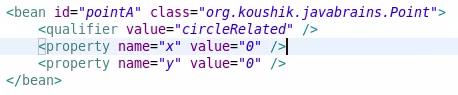 <bean id="pointA" class="org.koushik.javabrains.Point">
<qualifier value="circleRelated" />
<property name="x" value="0" />
<property name="y" value="0" />
</bean>